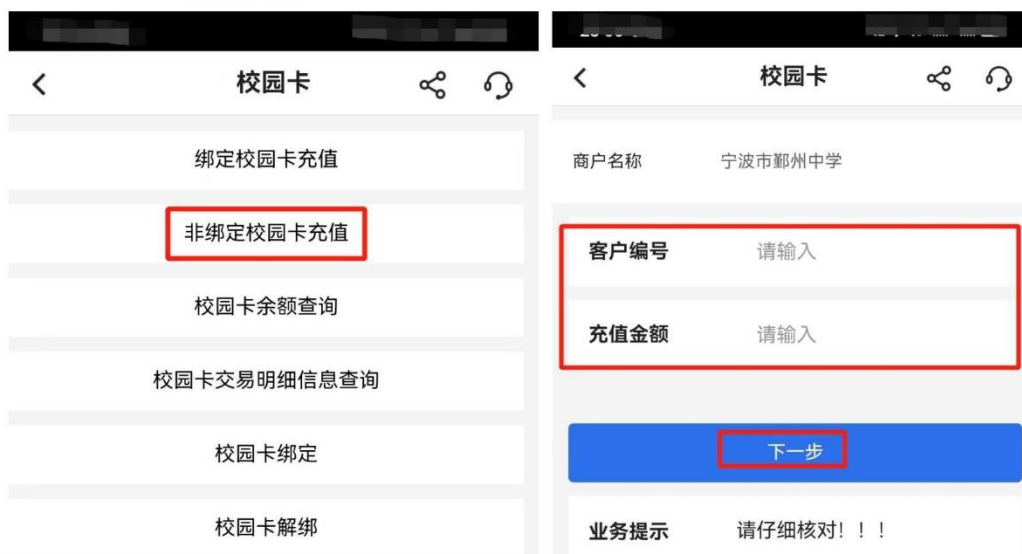 校园卡
绑定校园卡充值
非绑定校园卡充值
校园卡余额查询
校园卡交易明细信息查询
校园卡绑定
校园卡解绑
校园卡
商户名称 宁波市鄞州中学
客户编号 请输入
充值金额 请输入
下一步
业务提示 请仔细核对！！！